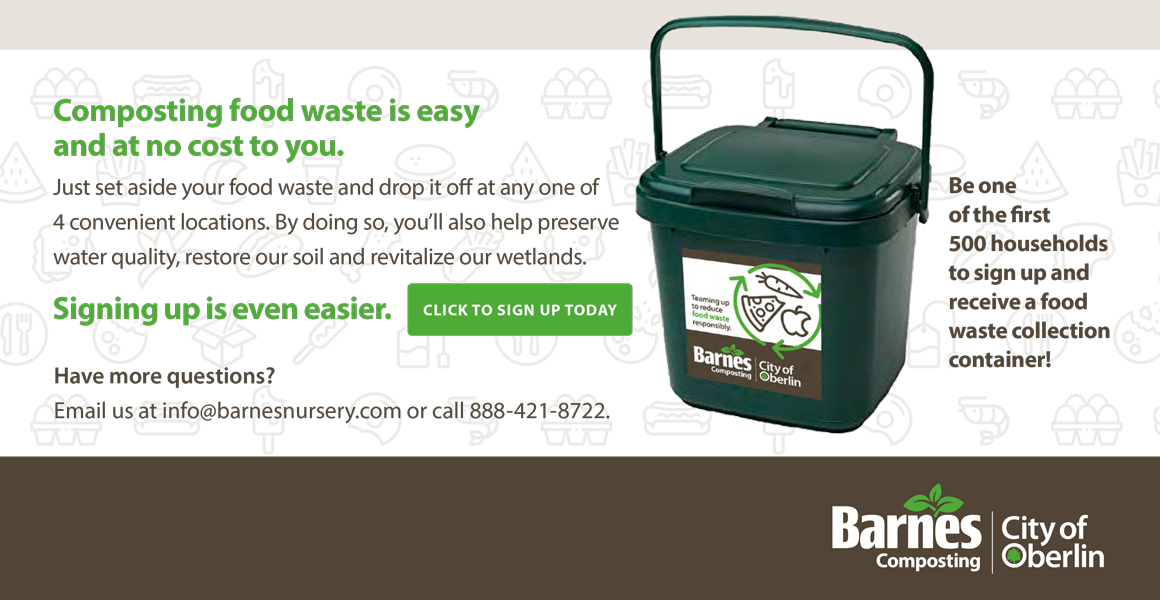 Composting food waste is easy
and at no cost to you.
Just set aside your food waste and drop it off at any one of
4 convenient locations. By doing so, you’ll also help preserve
water quality, restore our soil and revitalize our wetlands.
Signing up is even easier.
CLICK TO SIGN UP TODAY
Have more questions?
Email us at info@barnesnursery.com or call 888-421-8722.
Teaming up
to reduce
food waste
responsibly.
Barnes
Composting
City of
Oberlin
Be one
of the first
500 households
to sign up and
receive a food
waste collection
container!
Barnes
Composting
City of
Oberlin